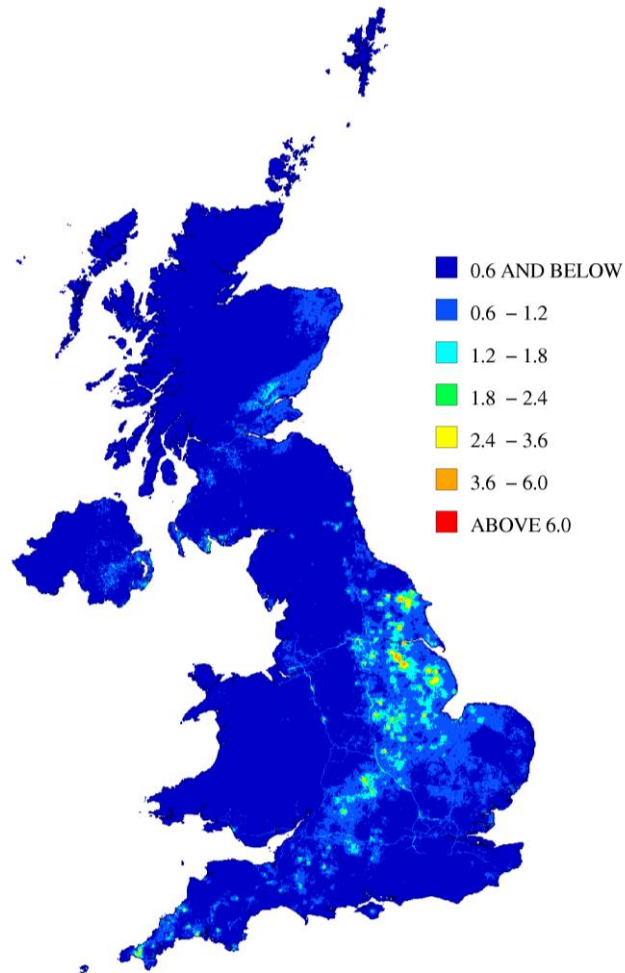 0.6 AND BELOW
0.6 – 1.2
1.2 – 1.8
1.8 – 2.4
2.4 – 3.6
3.6 – 6.0
ABOVE 6.0